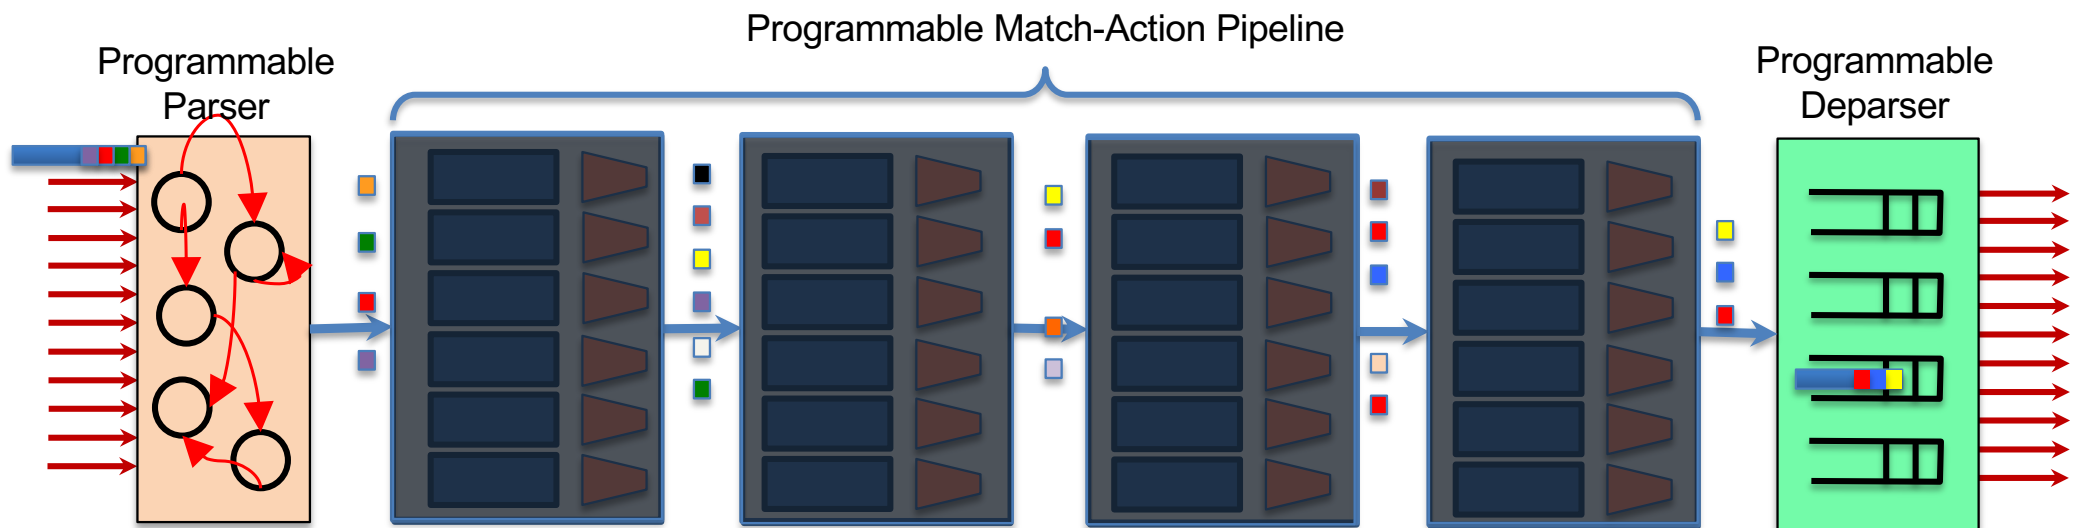 Programmable Match-Action Pipeline
Programmable
Parser
Programmable
Deparser